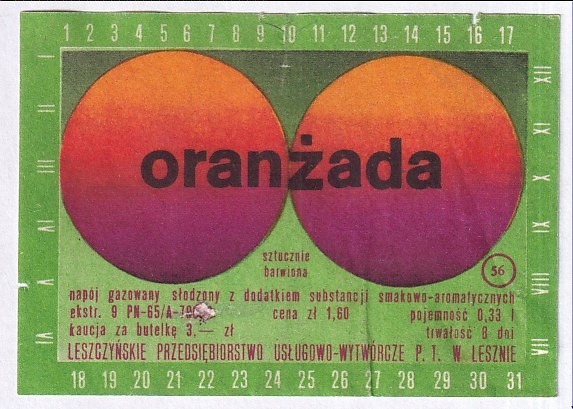 1 2 3 4 5 6 7 8 9 10 11 12 13 14 15 16 17
I
II
III
IV
V
VI
XII
XI
X
IX
VIII
VII
oranżada
sztucznie
barwiona
56
napój gazowany słodzony z dodatkiem substancji smakowo-aromatycznych
ekstr. 9 cena zł 1,60 pojemność 0,33 l
Kaucja za butelkę 3,— zł trwałość 8 dni
LESZCZYŃSKIE PRZEDSIĘBIORSTWO USŁUGOWO-WYTWÓRCZE P. T. W LESZNIE
18 19 20 21 22 23 24 25 26 27 28 29 30 31